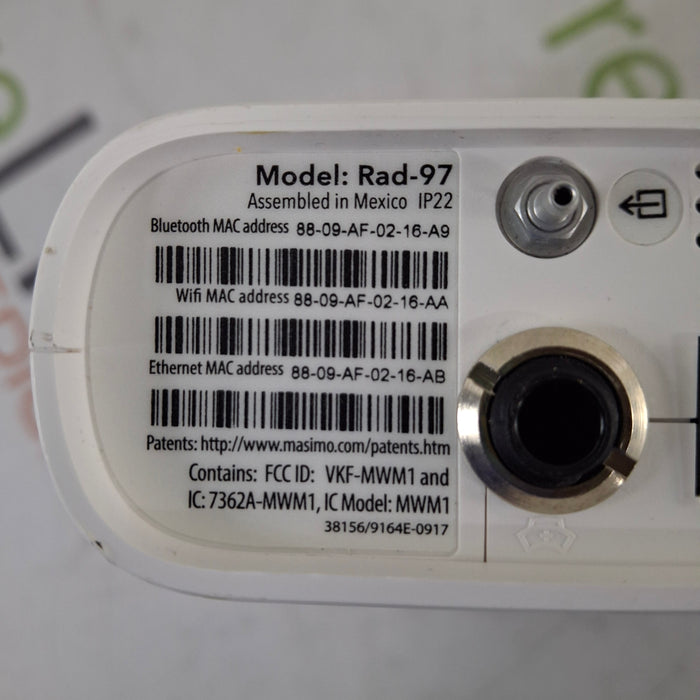 Model: Rad-97
Assembled in Mexico IP22
Bluetooth MAC address 88-09-AF-02-16-A9
Wifi MAC address 88-09-AF-02-16-AA
Ethernet MAC address 88-09-AF-02-16-AB
Patents: http://www.masimo.com/patents.htm
Contains: FCC ID: VKF-MWM1 and
IC: 7362A-MWM1, IC Model: MWM1
38156/9164E-0917
re